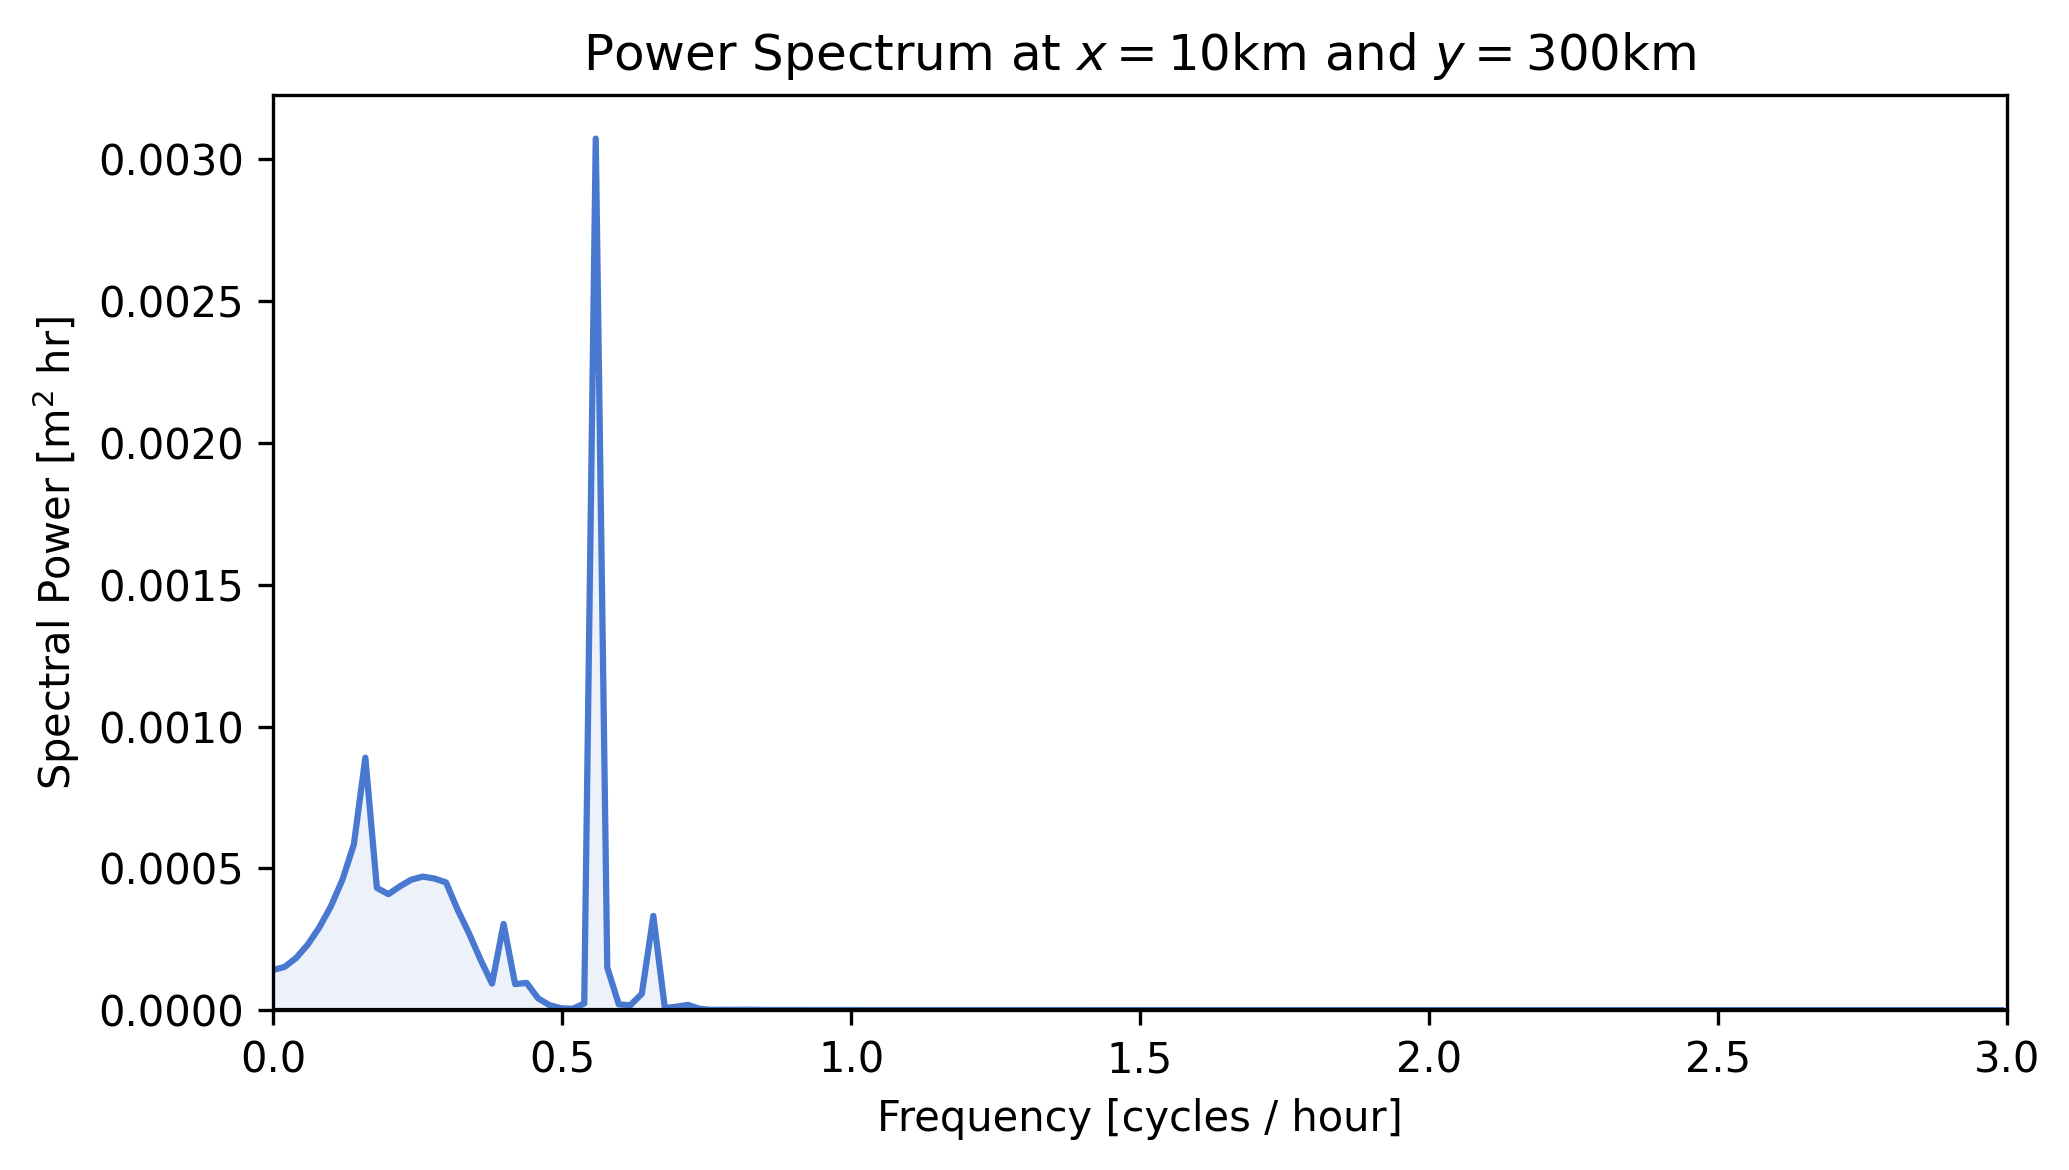 Power Spectrum at x = 10km and y = 300km
Spectral Power [m² hr]
0.0030
0.0025
0.0020
0.0015
0.0010
0.0005
0.0000
0.0 0.5 1.0 1.5 2.0 2.5 3.0
Frequency [cycles / hour]